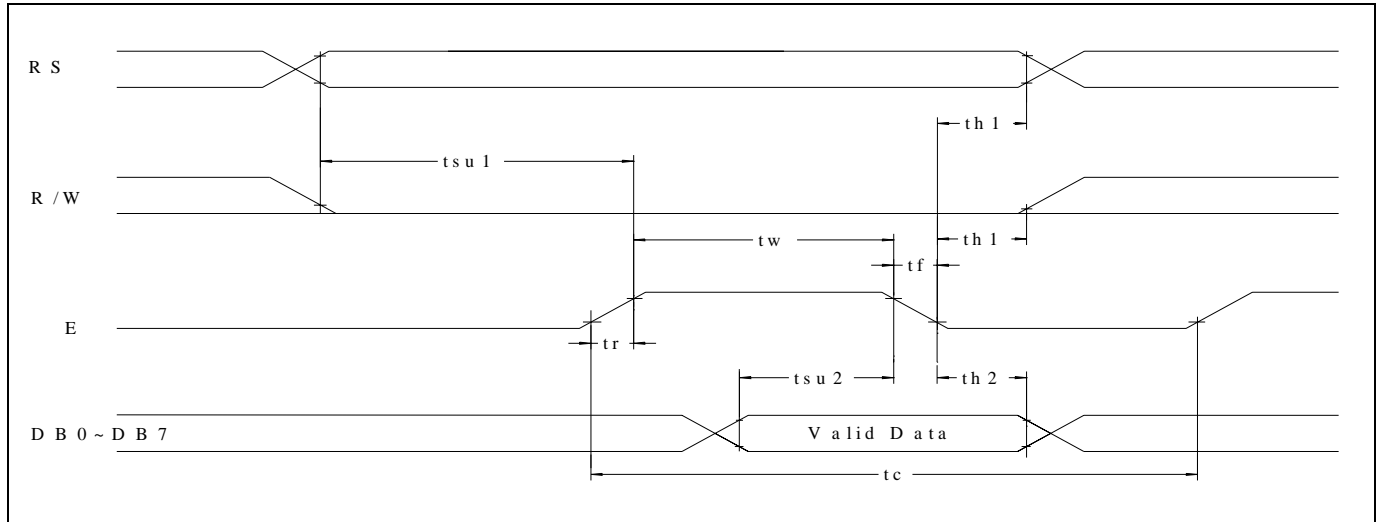 RS
th1
tsu1
R/W
tw
th1
tf
E
tr
tsu2
th2
DB0~DB7
Valid Data
tc